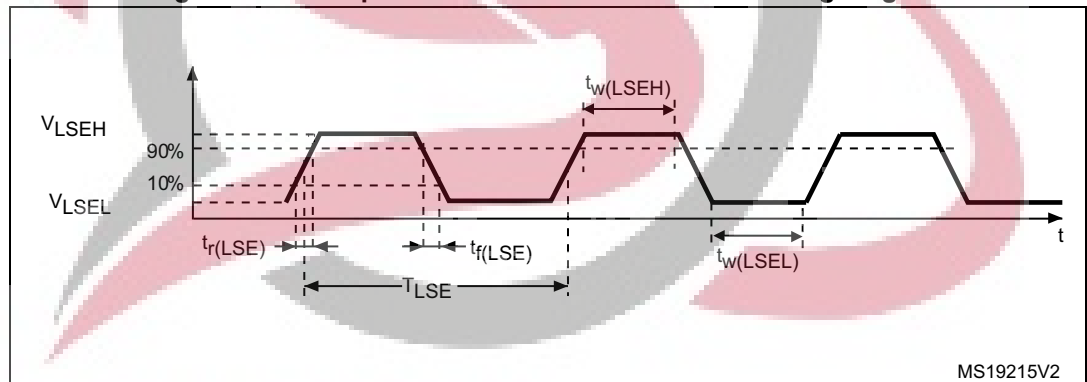 tw(LSEH)
VLSEH
90%
10%
VLSEL
t
tr(LSE)
tf(LSE)
tw(LSEL)
TLSE
MS19215V2